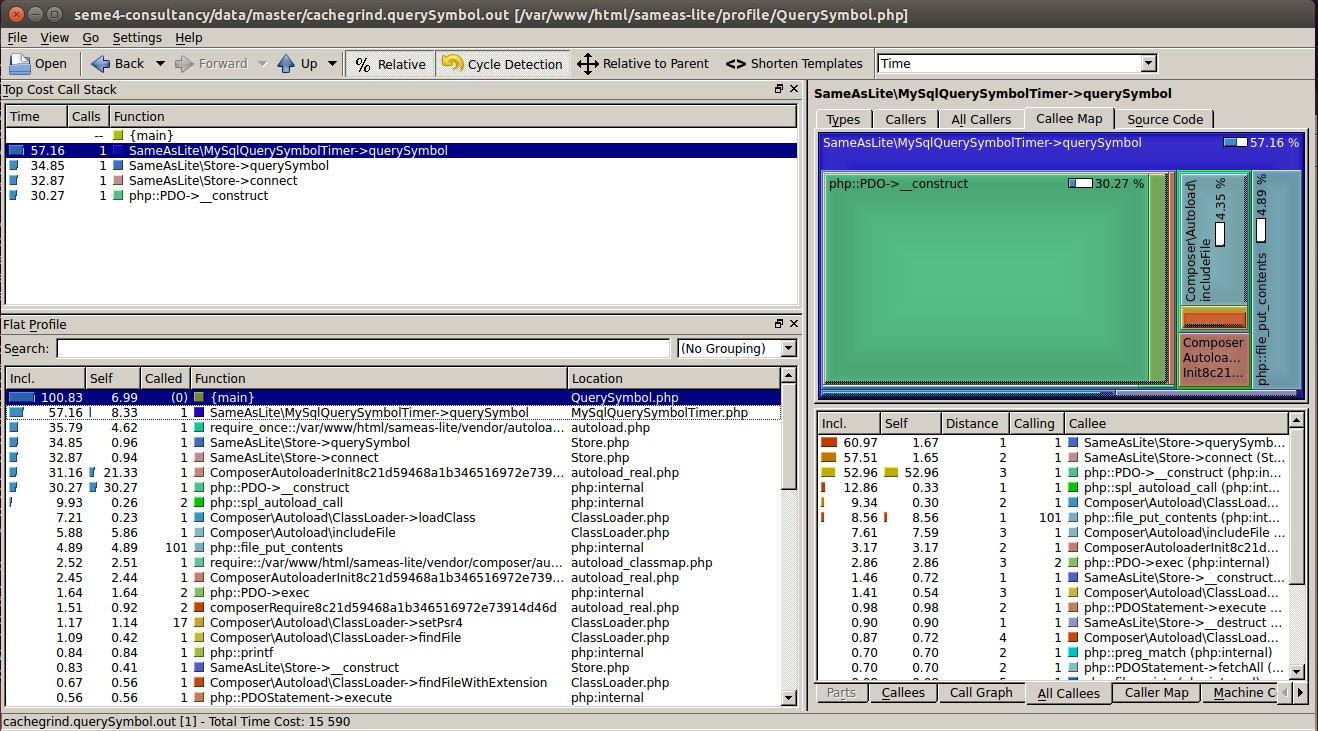 seme4-consultancy/data/master/cachegrind.querySymbol.out [/var/www/html/sameas-lite/profile/QuerySymbol.php]
File View Go Settings Help
Open Back Forward Up % Relative Cycle Detection Relative to Parent <> Shorten Templates Time
Top Cost Call Stack
Time Calls Function
-- {main}
57.16 1 SameAsLite\MySqlQuerySymbolTimer->querySymbol
34.85 1 SameAsLite\Store->querySymbol
32.87 1 SameAsLite\Store->connect
30.27 1 php::PDO->__construct
Flat Profile
Search: (No Grouping)
Incl. Self Called Function Location
100.83 6.99 (0) {main} QuerySymbol.php
57.16 8.33 1 SameAsLite\MySqlQuerySymbolTimer->querySymbol MySqlQuerySymbolTimer.php
35.79 4.62 1 require_once::/var/www/html/sameas-lite/vendor/autoloa... autoload.php
34.85 0.96 1 SameAsLite\Store->querySymbol Store.php
32.87 0.94 1 SameAsLite\Store->connect Store.php
31.16 21.33 1 ComposerAutoloaderInit8c21d59468a1b346516972e739... autoload_real.php
30.27 30.27 1 php::PDO->__construct php:internal
9.93 0.26 2 php::spl_autoload_call php:internal
7.21 0.23 1 Composer\Autoload\ClassLoader->loadClass ClassLoader.php
5.88 5.86 1 Composer\Autoload\includeFile ClassLoader.php
4.89 4.89 101 php::file_put_contents php:internal
2.52 2.51 1 require::/var/www/html/sameas-lite/vendor/composer/au... autoload_classmap.php
2.45 2.44 1 ComposerAutoloaderInit8c21d59468a1b346516972e739... autoload_real.php
1.64 1.64 2 php::PDO->exec php:internal
1.51 0.92 2 composerRequire8c21d59468a1b346516972e73914d46d autoload_real.php
1.17 1.14 17 Composer\Autoload\ClassLoader->setPsr4 ClassLoader.php
1.09 0.42 1 Composer\Autoload\ClassLoader->findFile ClassLoader.php
0.84 0.84 1 php::printf php:internal
0.83 0.41 1 SameAsLite\Store->__construct Store.php
0.67 0.56 1 Composer\Autoload\ClassLoader->findFileWithExtension ClassLoader.php
0.56 0.56 1 php::PDOStatement->execute php:internal
SameAsLite\MySqlQuerySymbolTimer->querySymbol
Types Callers All Callers Callee Map Source Code
SameAsLite\MySqlQuerySymbolTimer->querySymbol 57.16 %
php::PDO->__construct 30.27 %
Composer\Autoload\
includeFile 4.35 %
php::file_put_contents 4.89 %
Composer
Autoloa...
Init8c21...
Incl. Self Distance Calling Callee
60.97 1.67 1 1 SameAsLite\Store->querySymb...
57.51 1.65 2 1 SameAsLite\Store->connect (St...
52.96 52.96 3 1 php::PDO->__construct (php:in...
12.86 0.33 1 1 php::spl_autoload_call (php:int...
9.34 0.30 2 1 Composer\Autoload\ClassLoad...
8.56 8.56 1 101 php::file_put_contents (php:int...
7.61 7.59 3 1 Composer\Autoload\includeFile ...
3.17 3.17 2 1 ComposerAutoloaderInit8c21d...
2.86 2.86 3 2 php::PDO->exec (php:internal)
1.46 0.72 1 1 SameAsLite\Store->__construct...
1.41 0.54 3 1 Composer\Autoload\ClassLoad...
0.98 0.98 2 1 php::PDOStatement->execute ...
0.90 0.90 1 1 SameAsLite\Store->__destruct ...
0.87 0.72 4 1 Composer\Autoload\ClassLoad...
0.70 0.70 2 1 php::preg_match (php:internal)
0.70 0.70 2 1 php::PDOStatement->fetchAll (...
Parts Callees Call Graph All Callees Caller Map Machine C
cachegrind.querySymbol.out [1] - Total Time Cost: 15 590